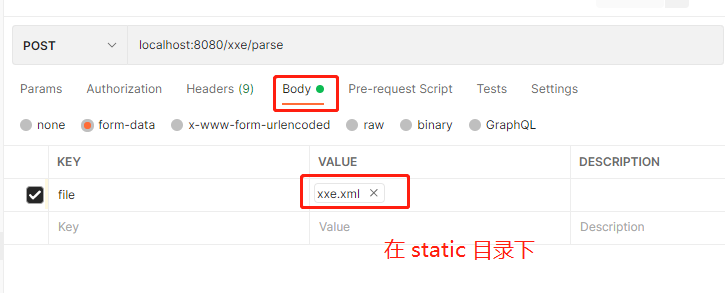 POST localhost:8080/xxe/parse
Params Authorization Headers (9) Body Pre-request Script Tests Settings
none form-data x-www-form-urlencoded raw binary GraphQL
KEY VALUE DESCRIPTION
file xxe.xml
Key Value Description
在 static 目录下